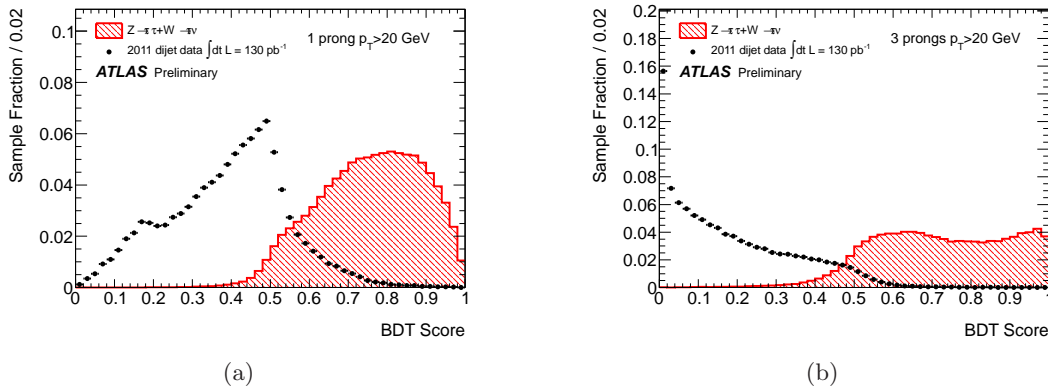 Sample Fraction / 0.02
0.1
0.08
0.06
0.04
0.02
0
Z → ττ+W → τν
1 prong pT>20 GeV
2011 dijet data ∫dt L = 130 pb-1
ATLAS Preliminary
0 0.1 0.2 0.3 0.4 0.5 0.6 0.7 0.8 0.9 1
BDT Score
(a)
Sample Fraction / 0.02
0.2
0.18
0.16
0.14
0.12
0.1
0.08
0.06
0.04
0.02
0
Z → ττ+W → τν
3 prongs pT>20 GeV
2011 dijet data ∫dt L = 130 pb-1
ATLAS Preliminary
0 0.1 0.2 0.3 0.4 0.5 0.6 0.7 0.8 0.9 1
BDT Score
(b)